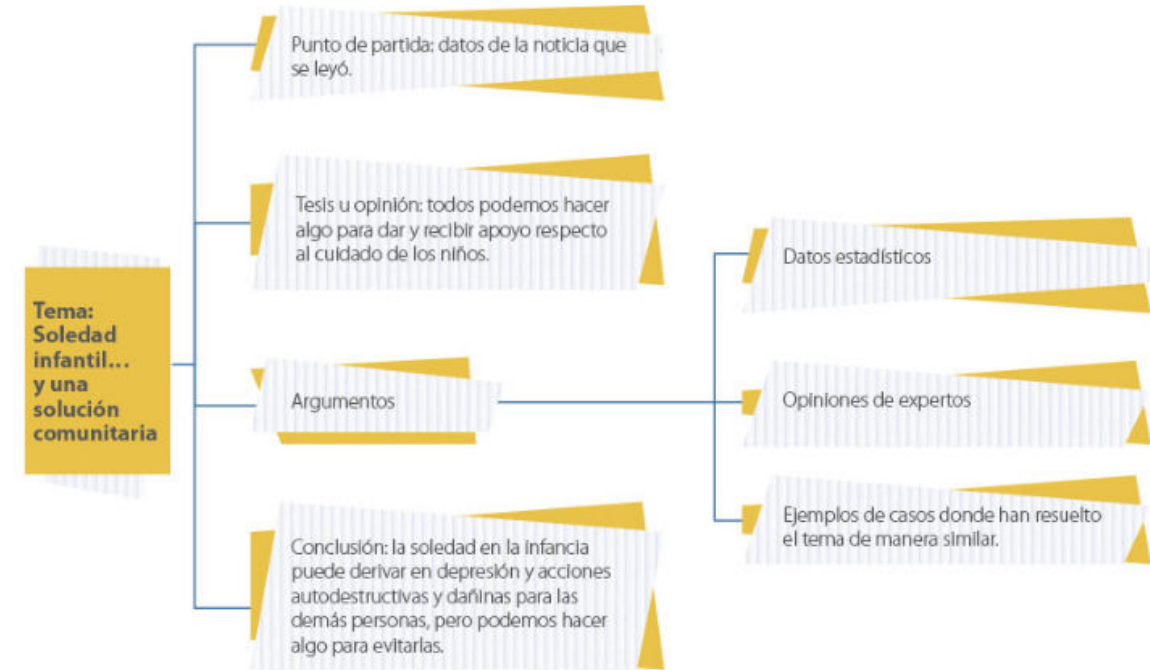 Tema:
Soledad
infantil...
y una
solución
comunitaria
Punto de partida: datos de la noticia que
se leyó.
Tesis u opinión: todos podemos hacer
algo para dar y recibir apoyo respecto
al cuidado de los niños.
Argumentos
Datos estadísticos
Opiniones de expertos
Ejemplos de casos donde han resuelto
el tema de manera similar.
Conclusión: la soledad en la infancia
puede derivar en depresión y acciones
autodestructivas y dañinas para las
demás personas, pero podemos hacer
algo para evitarlas.